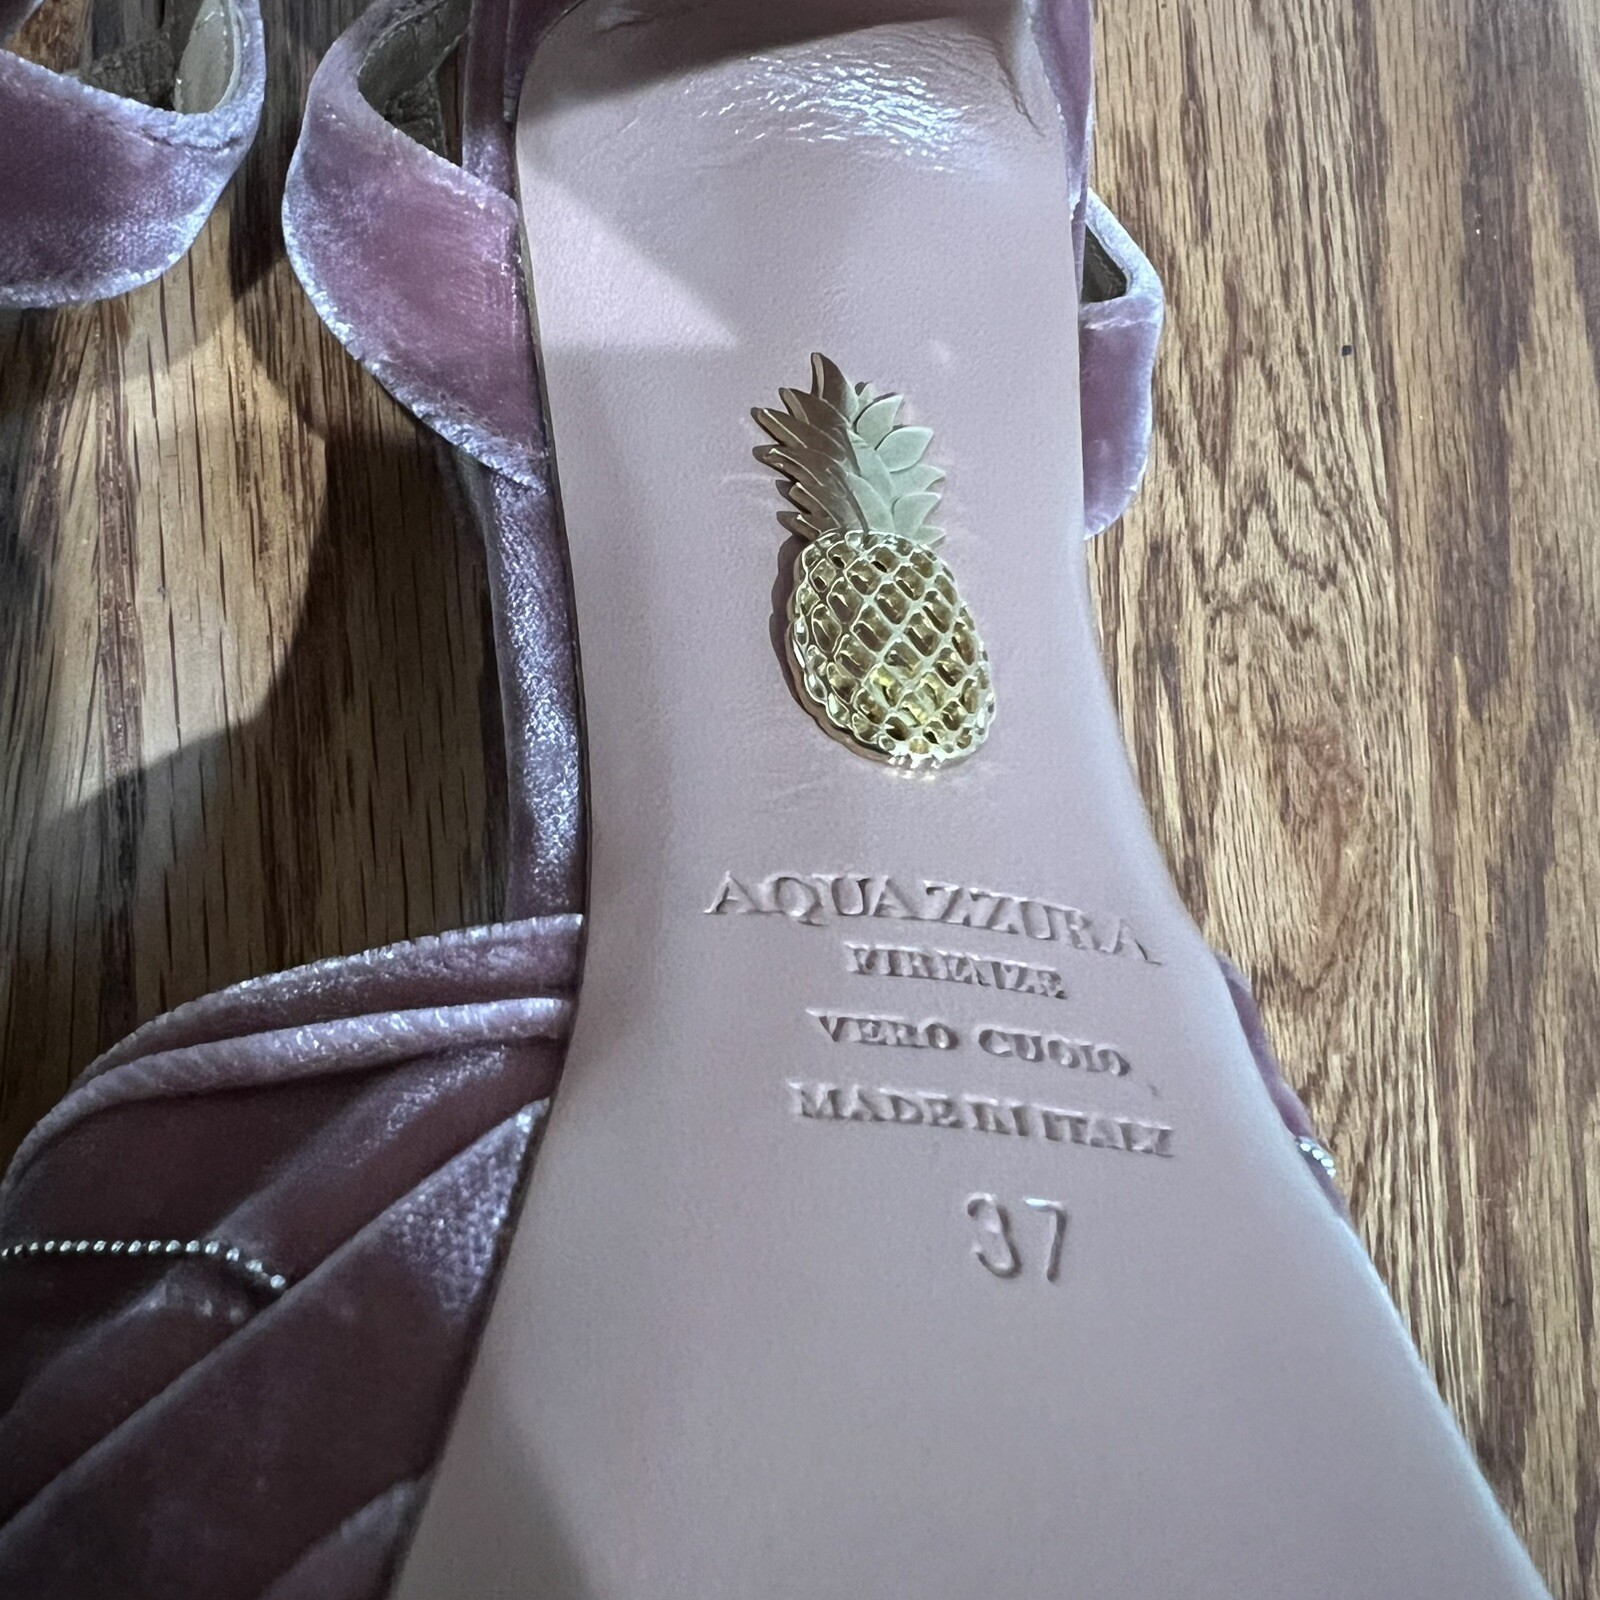 AQUAZZURA
FIRENZE
VERO CUOIO
MADE IN ITALY
37